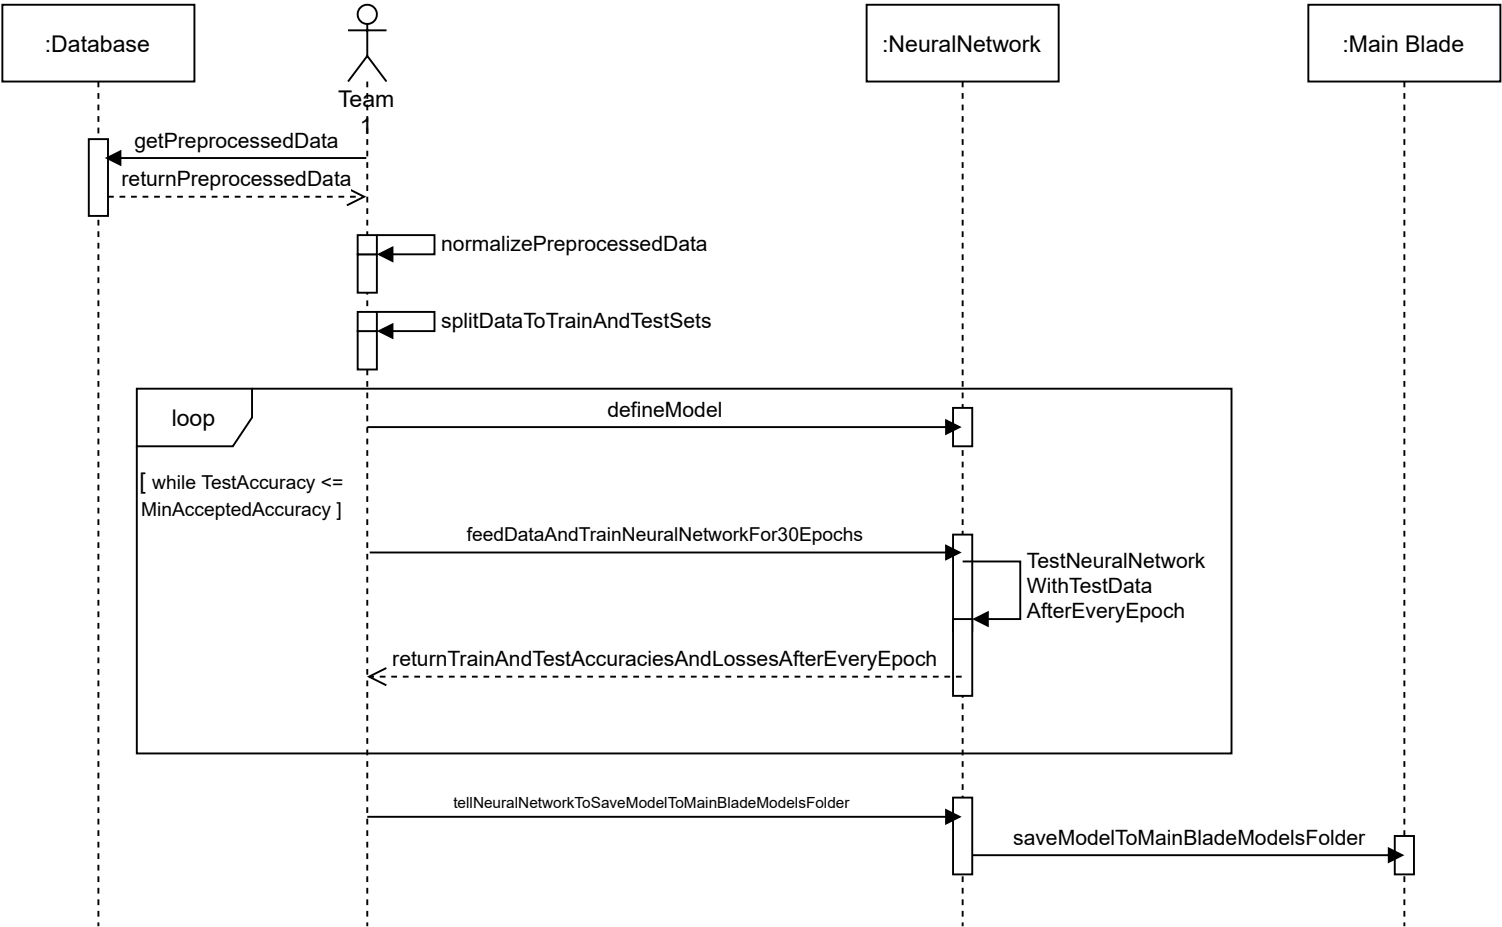 :Database
:NeuralNetwork
:Main Blade
Team
1
getPreprocessedData
returnPreprocessedData
normalizePreprocessedData
splitDataToTrainAndTestSets
loop
defineModel
[ while TestAccuracy <=
MinAcceptedAccuracy ]
feedDataAndTrainNeuralNetworkFor30Epochs
TestNeuralNetwork
WithTestData
AfterEveryEpoch
returnTrainAndTestAccuraciesAndLossesAfterEveryEpoch
tellNeuralNetworkToSaveModelToMainBladeModelsFolder
saveModelToMainBladeModelsFolder